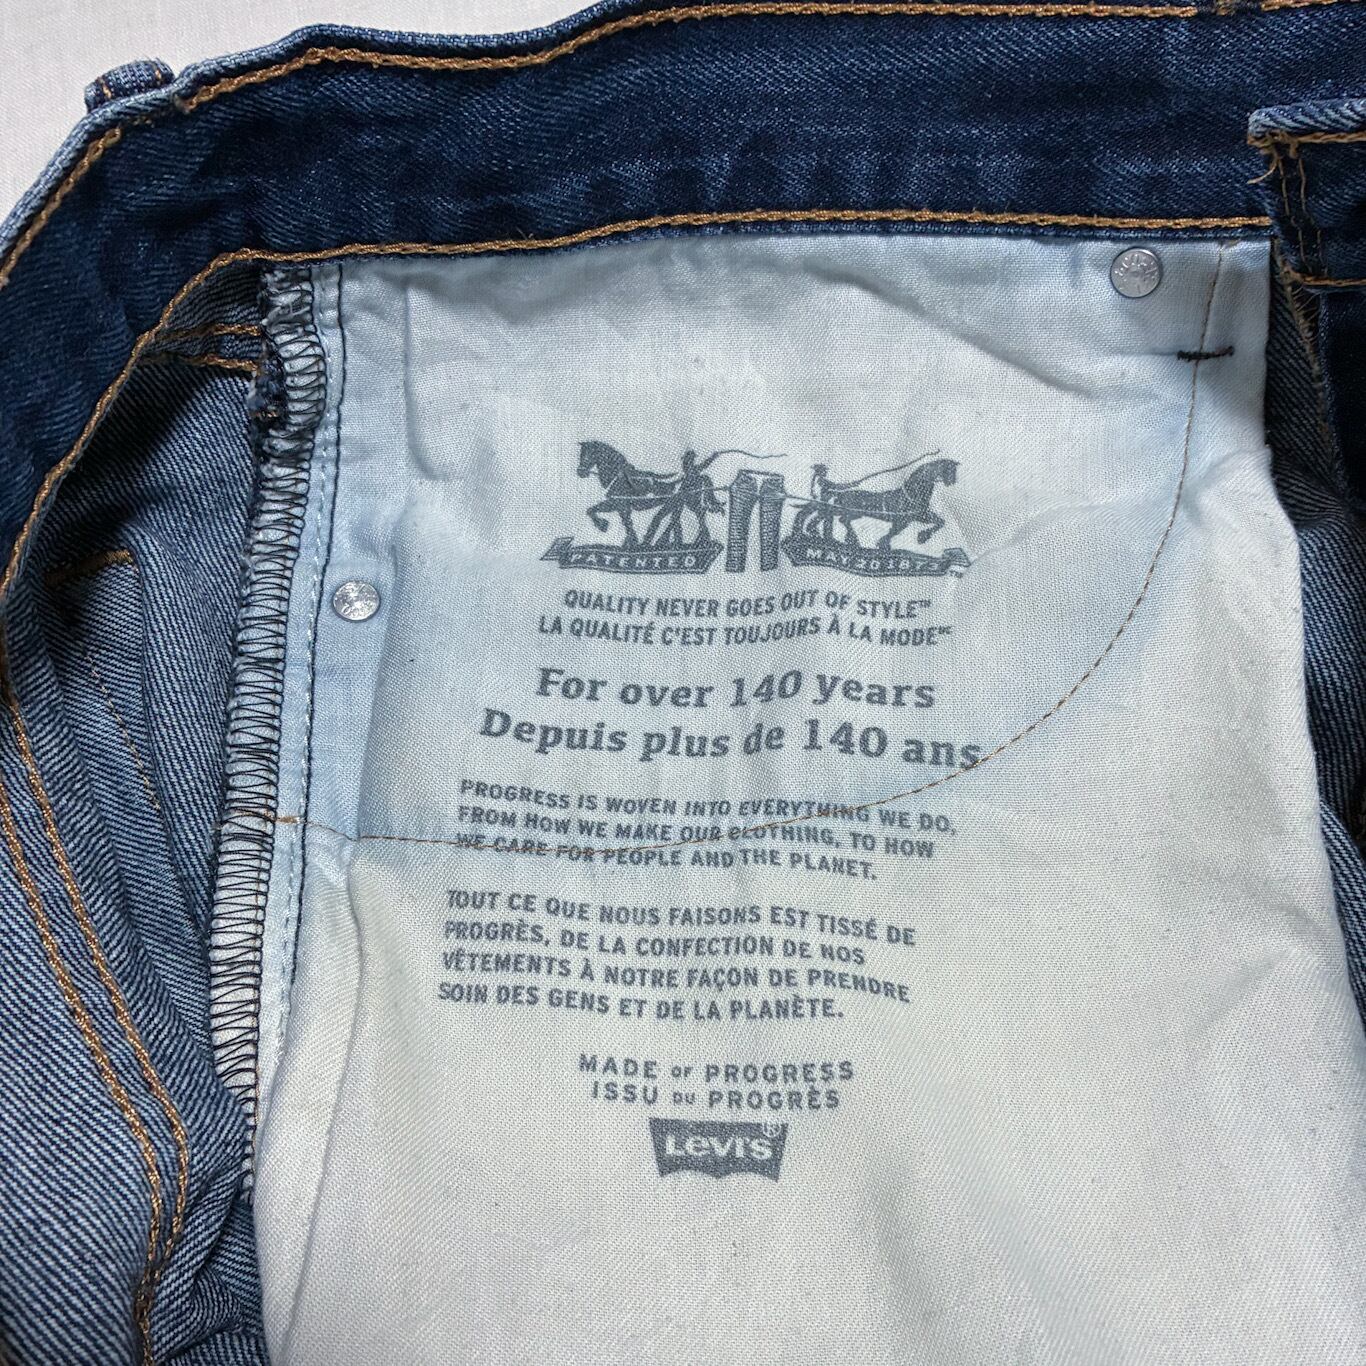 PATENTED MAY 20 1873™
QUALITY NEVER GOES OUT OF STYLE™
LA QUALITÉ C'EST TOUJOURS À LA MODE
For over 140 years
Depuis plus de 140 ans
PROGRESS IS WOVEN INTO EVERYTHING WE DO,
FROM HOW WE MAKE OUR CLOTHING, TO HOW
WE CARE FOR PEOPLE AND THE PLANET.
TOUT CE QUE NOUS FAISONS EST TISSÉ DE
PROGRÈS, DE LA CONFECTION DE NOS
VÊTEMENTS À NOTRE FAÇON DE PRENDRE
SOIN DES GENS ET DE LA PLANÈTE.
MADE OF PROGRESS
ISSU DU PROGRÈS
LEVI'S®